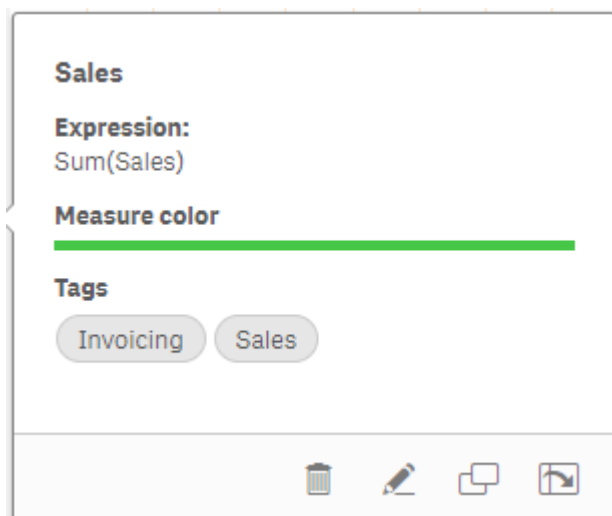 Sales
Expression:
Sum(Sales)
Measure color
Tags
Invoicing Sales